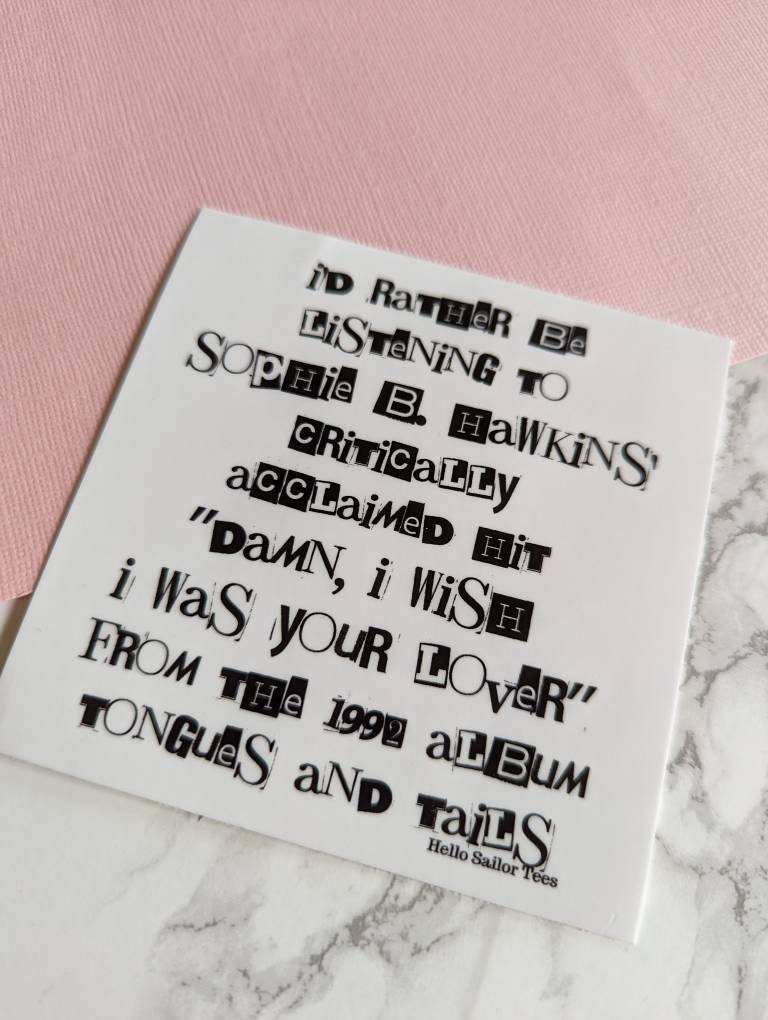 i'D RaTHeR Be
LiSTeNiNG TO
SOPHie B. HaWKiNS'
CRiTiCaLLy
aCCLaiMeD HiT
"DaMN, i WiSH
i WaS yOuR LOveR"
FROM THe 1992 aLBuM
TONGueS aND TaiLS
Hello Sailor Tees